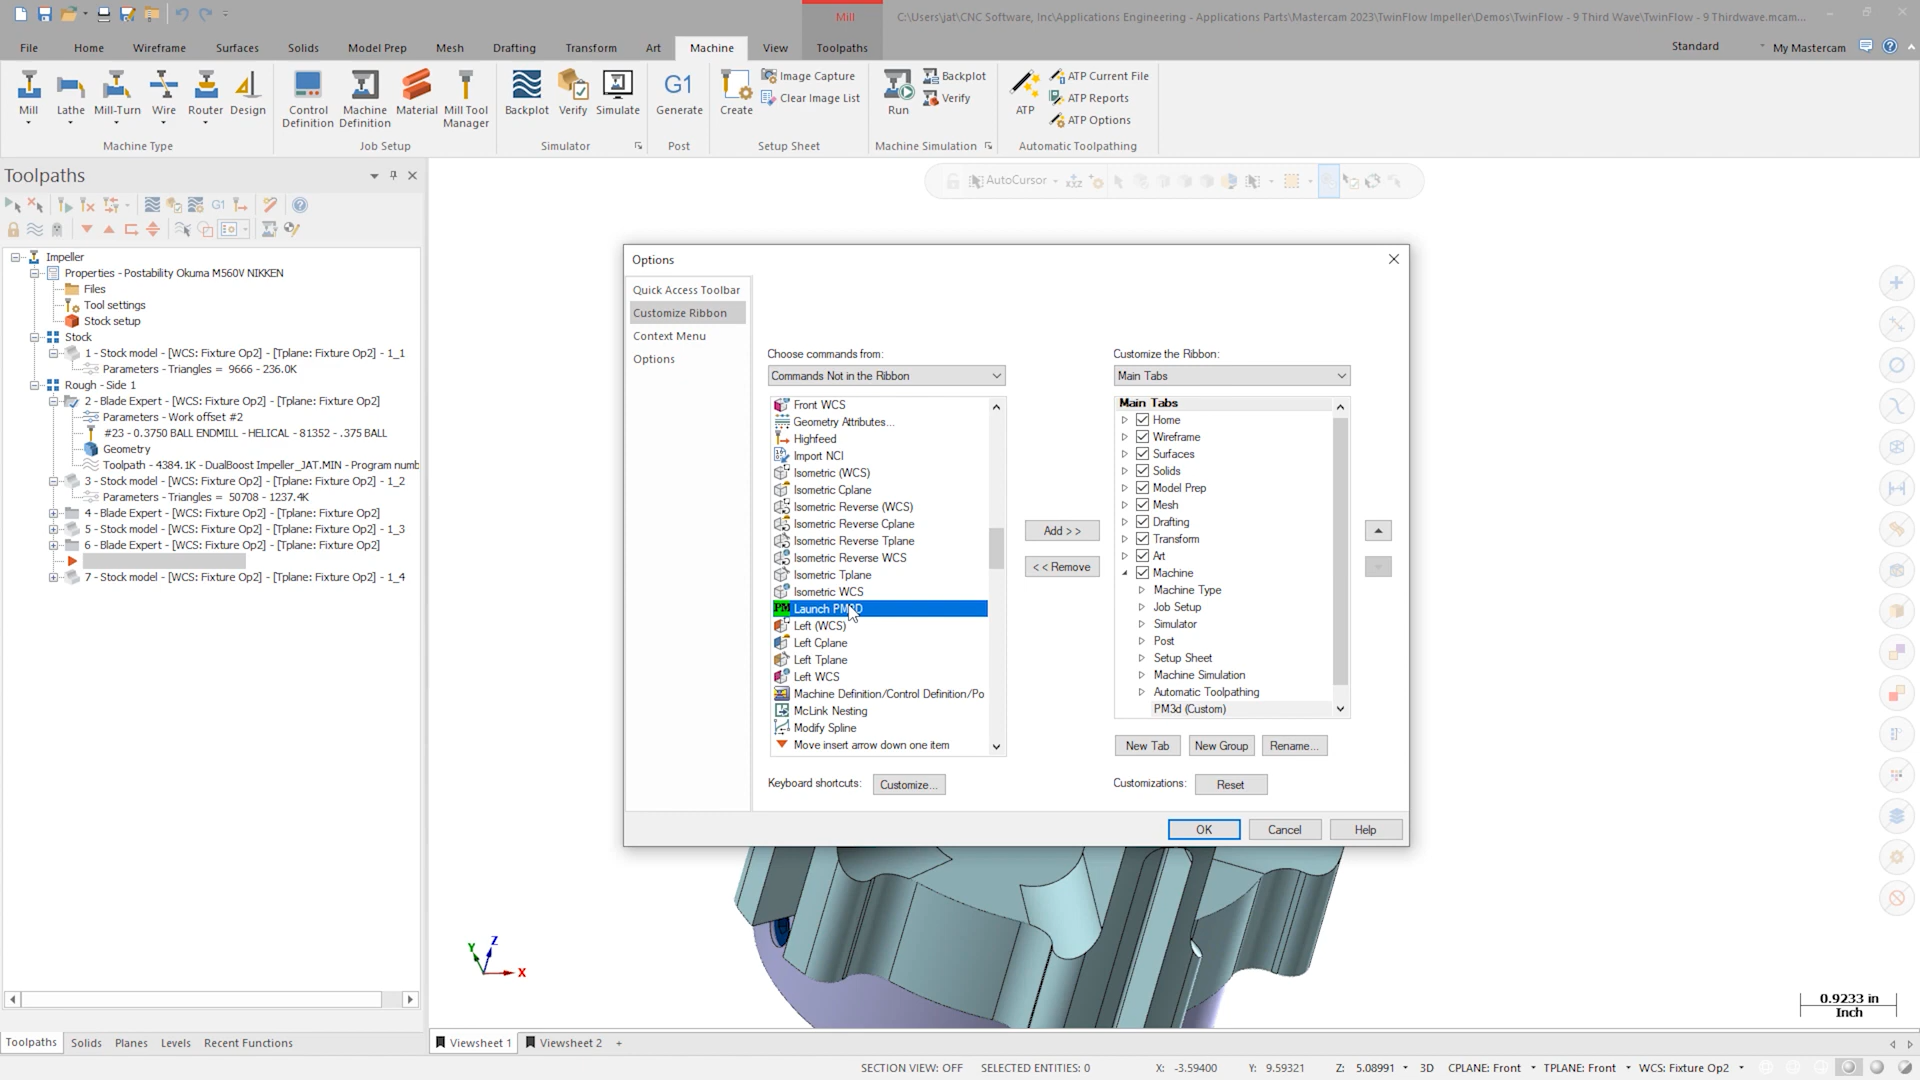 Mill
C:\Users\jat\CNC Software, Inc\Applications Engineering - Applications Parts\Mastercam 2023\TwinFlow Impeller\Demos\TwinFlow - 9 Third Wave\TwinFlow - 9 Thirdwave.mcam...
File Home Wireframe Surfaces Solids Model Prep Mesh Drafting Transform Art Machine View Toolpaths
Standard My Mastercam
Mill Lathe Mill-Turn Wire Router Design
Machine Type
Control Definition
Machine Definition
Material
Mill Tool Manager
Job Setup
Backplot Verify Simulate
Simulator
G1
Generate
Post
Create
Image Capture
Clear Image List
Setup Sheet
Run
Backplot
Verify
Machine Simulation
ATP
ATP Current File
ATP Reports
ATP Options
Automatic Toolpathing
Toolpaths
G1
AutoCursor
Impeller
Properties - Postability Okuma M560V NIKKEN
Files
Tool settings
Stock setup
Stock
1 - Stock model - [WCS: Fixture Op2] - [Tplane: Fixture Op2] - 1_1
Parameters - Triangles = 9666 - 236.0K
Rough - Side 1
2 - Blade Expert - [WCS: Fixture Op2] - [Tplane: Fixture Op2]
Parameters - Work offset #2
#23 - 0.3750 BALL ENDMILL - HELICAL - 81352 - .375 BALL
Geometry
Toolpath - 4384.1K - DualBoost Impeller_JAT.MIN - Program numb
3 - Stock model - [WCS: Fixture Op2] - [Tplane: Fixture Op2] - 1_2
Parameters - Triangles = 50708 - 1237.4K
4 - Blade Expert - [WCS: Fixture Op2] - [Tplane: Fixture Op2]
5 - Stock model - [WCS: Fixture Op2] - [Tplane: Fixture Op2] - 1_3
6 - Blade Expert - [WCS: Fixture Op2] - [Tplane: Fixture Op2]
7 - Stock model - [WCS: Fixture Op2] - [Tplane: Fixture Op2] - 1_4
Options
Quick Access Toolbar
Customize Ribbon
Context Menu
Options
Choose commands from:
Commands Not in the Ribbon
Front WCS
Geometry Attributes...
Highfeed
Import NCI
Isometric (WCS)
Isometric Cplane
Isometric Reverse (WCS)
Isometric Reverse Cplane
Isometric Reverse Tplane
Isometric Reverse WCS
Isometric Tplane
Isometric WCS
PM Launch PM3D
Left (WCS)
Left Cplane
Left Tplane
Left WCS
Machine Definition/Control Definition/Po
McLink Nesting
Modify Spline
Move insert arrow down one item
Keyboard shortcuts: Customize...
Add >>
<< Remove
Customize the Ribbon:
Main Tabs
Main Tabs
Home
Wireframe
Surfaces
Solids
Model Prep
Mesh
Drafting
Transform
Art
Machine
Machine Type
Job Setup
Simulator
Post
Setup Sheet
Machine Simulation
Automatic Toolpathing
PM3d (Custom)
New Tab New Group Rename...
Customizations: Reset
OK Cancel Help
Y Z X
0.9233 in
Inch
Toolpaths Solids Planes Levels Recent Functions
Viewsheet 1 Viewsheet 2 +
SECTION VIEW: OFF SELECTED ENTITIES: 0 X: -3.59400 Y: 9.59321 Z: 5.08991 3D CPLANE: Front TPLANE: Front WCS: Fixture Op2